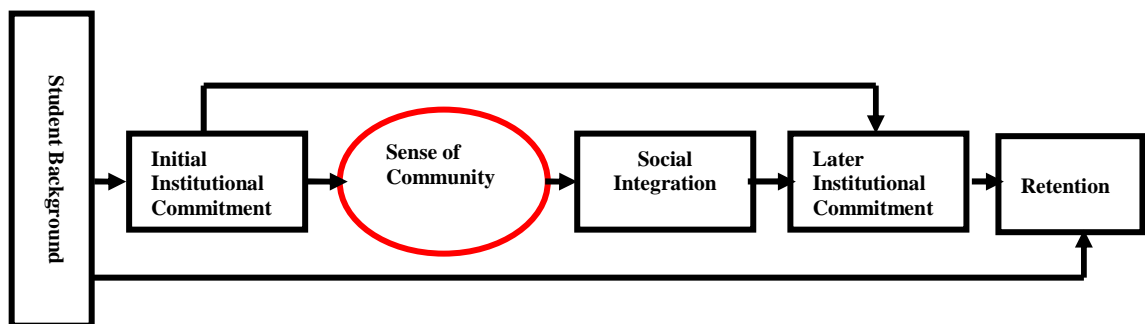 Student Background
Initial
Institutional
Commitment
Sense of
Community
Social
Integration
Later
Institutional
Commitment
Retention